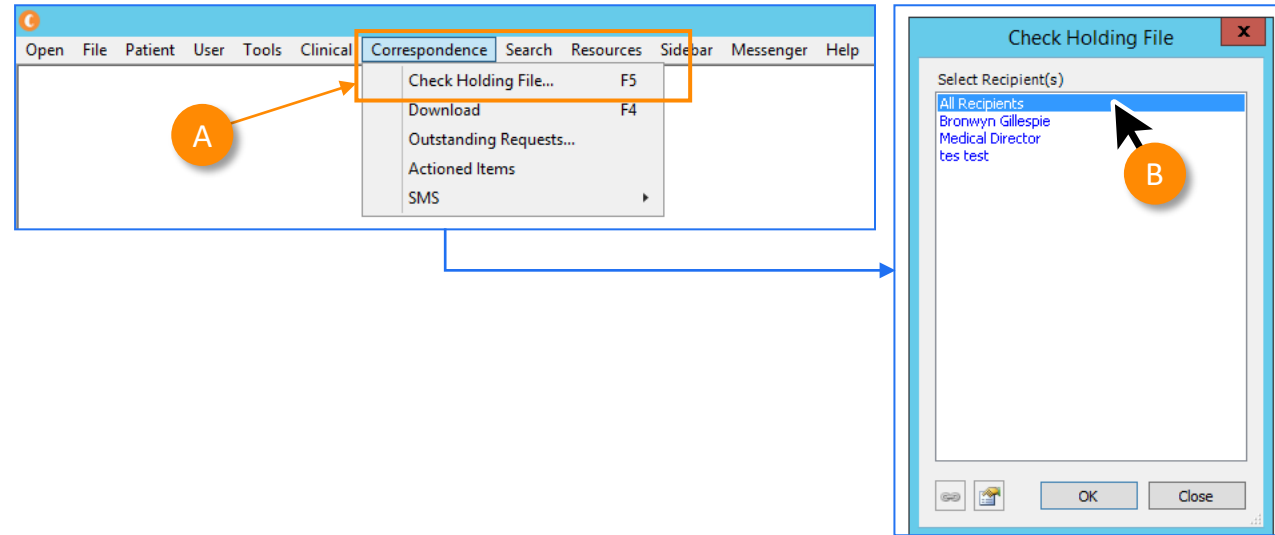 Open File Patient User Tools Clinical Correspondence Search Resources Sidebar Messenger Help
Check Holding File... F5
Download F4
Outstanding Requests...
Actioned Items
SMS
A
Check Holding File
x
Select Recipient(s)
All Recipients
Bronwyn Gillespie
Medical Director
tes test
B
OK Close